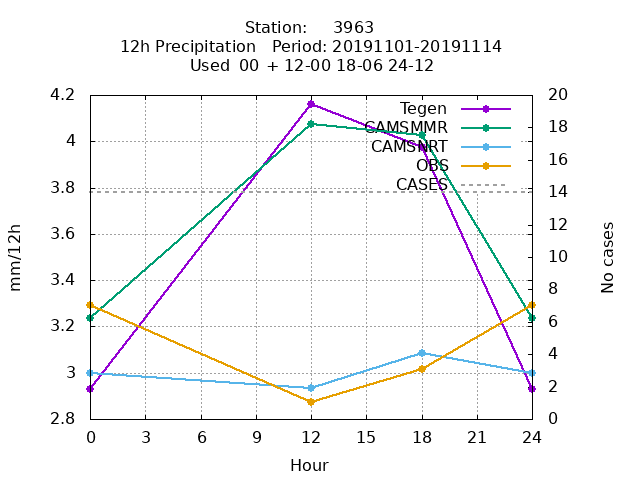 Station: 3963
12h Precipitation Period: 20191101-20191114
Used 00 + 12-00 18-06 24-12
4.2
4
3.8
3.6
3.4
3.2
3
2.8
mm/12h
Tegen
CAMSMMR
CAMSNRT
OBS
CASES
20
18
16
14
12
10
8
6
4
2
0
No cases
0 3 6 9 12 15 18 21 24
Hour